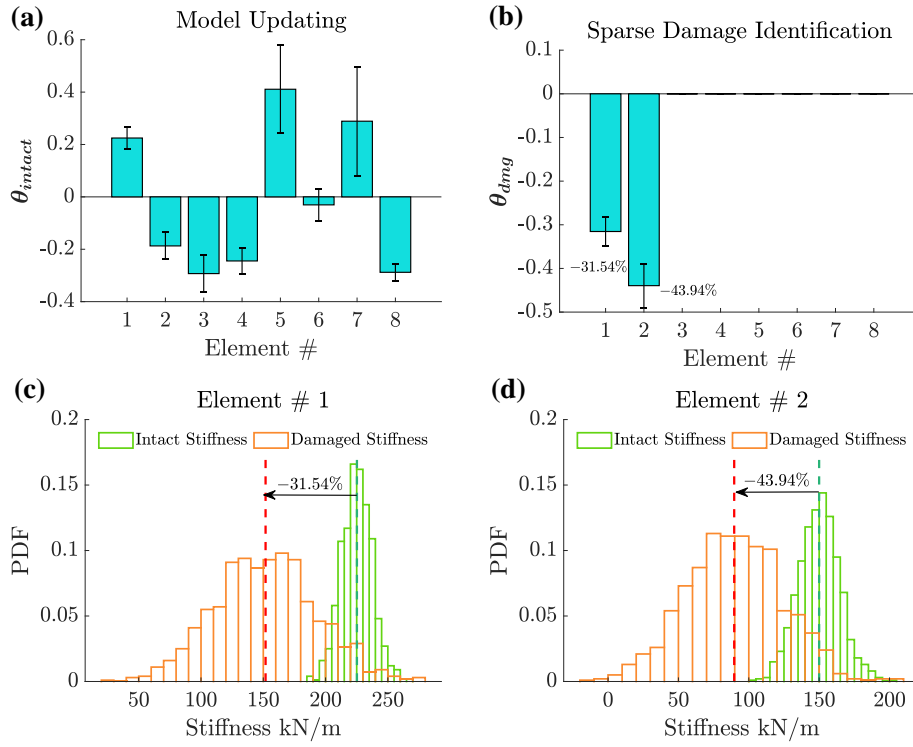 (a)
Model Updating
0.6
0.4
0.2
0
-0.2
-0.4
θintact
1 2 3 4 5 6 7 8
Element #
(b)
Sparse Damage Identification
0.1
0
-0.1
-0.2
-0.3
-0.4
-0.5
θdmg
−31.54%
−43.94%
1 2 3 4 5 6 7 8
Element #
(c)
Element # 1
0.2
0.15
0.1
0.05
0
PDF
Intact Stiffness Damaged Stiffness
−31.54%
50 100 150 200 250
Stiffness kN/m
(d)
Element # 2
0.2
0.15
0.1
0.05
0
PDF
Intact Stiffness Damaged Stiffness
−43.94%
0 50 100 150 200
Stiffness kN/m